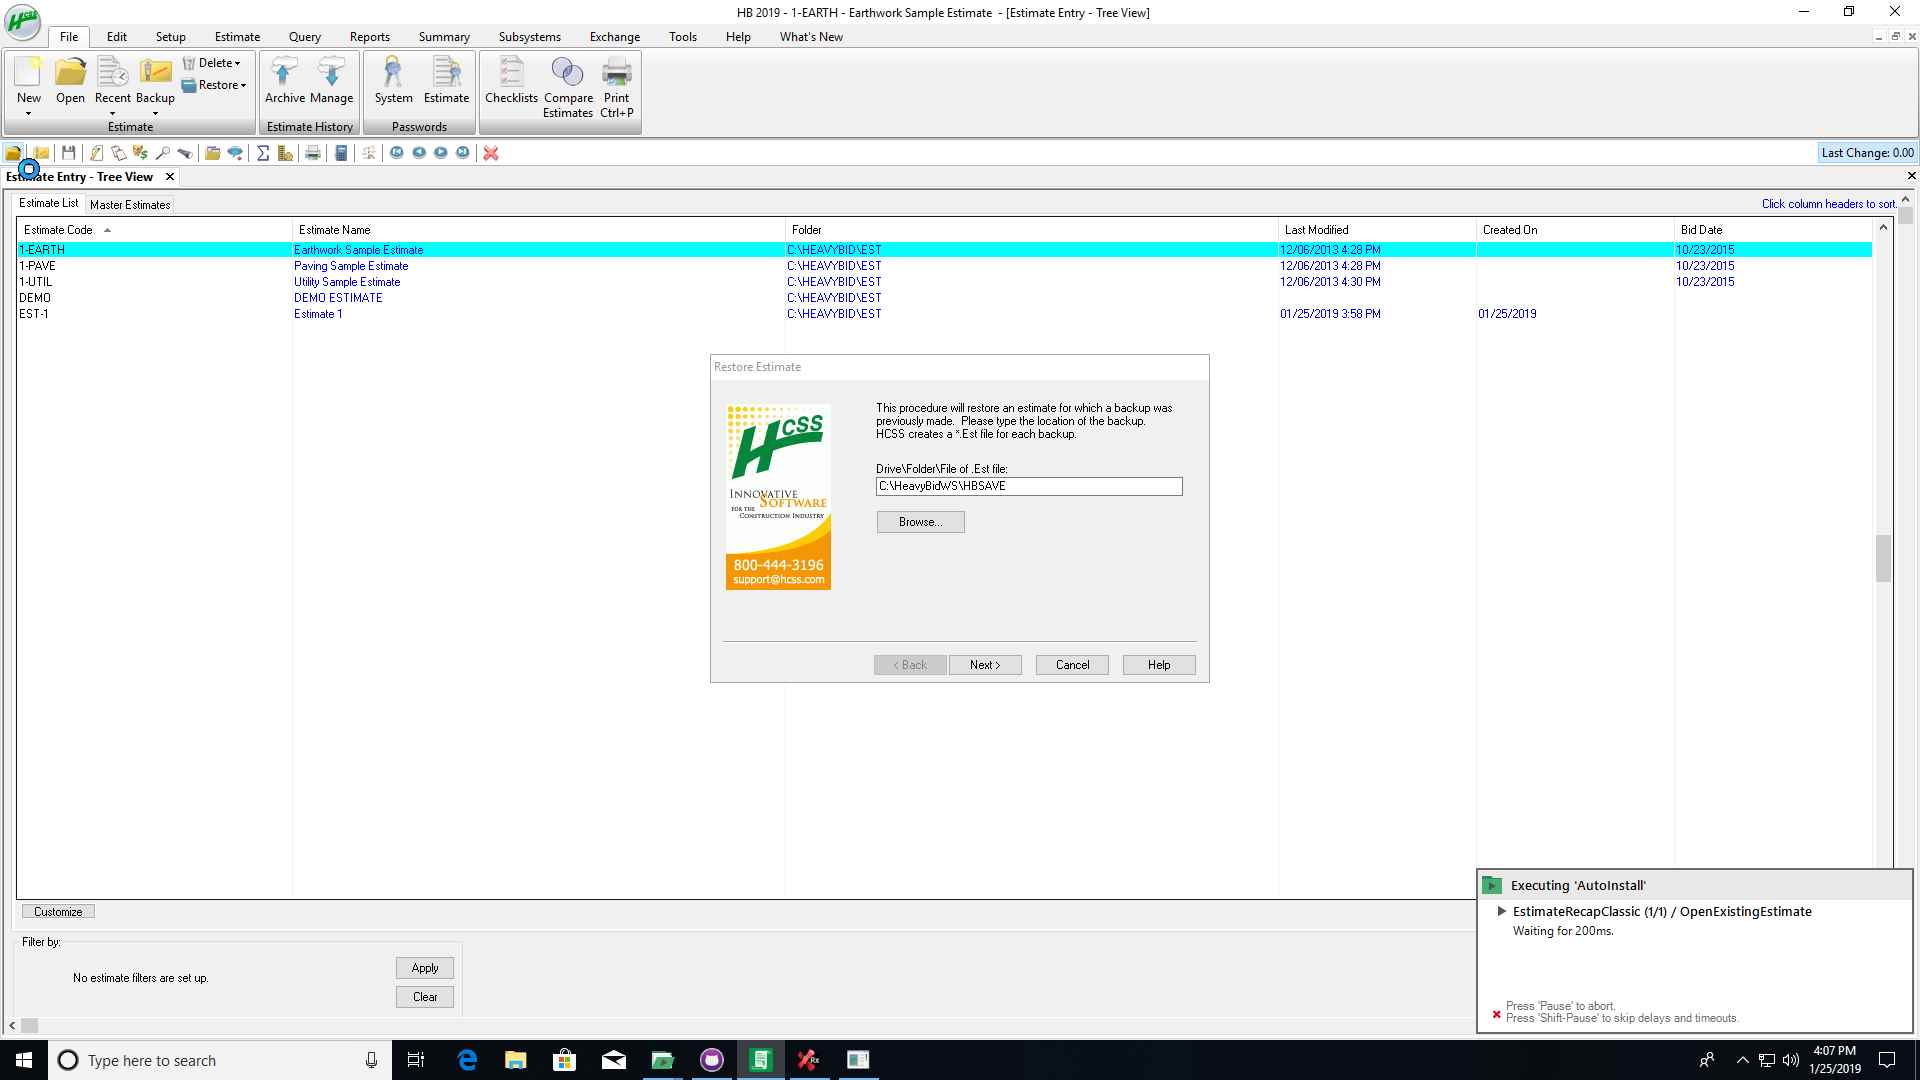 HB 2019 - 1-EARTH - Earthwork Sample Estimate - [Estimate Entry - Tree View]
File Edit Setup Estimate Query Reports Summary Subsystems Exchange Tools Help What's New
New Open Recent Backup Delete Restore
Archive Manage
System Estimate
Checklists Compare Estimates Print Ctrl+P
Estimate Estimate History Passwords
Last Change: 0.00
Estimate Entry - Tree View
Estimate List Master Estimates
Click column headers to sort.
Estimate Code Estimate Name Folder Last Modified Created On Bid Date
1-EARTH Earthwork Sample Estimate C:\HEAVYBID\EST 12/06/2013 4:28 PM 10/23/2015
1-PAVE Paving Sample Estimate C:\HEAVYBID\EST 12/06/2013 4:28 PM 10/23/2015
1-UTIL Utility Sample Estimate C:\HEAVYBID\EST 12/06/2013 4:30 PM 10/23/2015
DEMO DEMO ESTIMATE C:\HEAVYBID\EST
EST-1 Estimate 1 C:\HEAVYBID\EST 01/25/2019 3:58 PM 01/25/2019
Restore Estimate
HCSS
INNOVATIVE
SOFTWARE
FOR THE
CONSTRUCTION INDUSTRY
800-444-3196
support@hcss.com
This procedure will restore an estimate for which a backup was
previously made. Please type the location of the backup.
HCSS creates a *.Est file for each backup.
Drive\Folder\File of .Est file:
C:\HeavyBidWS\HBSAVE
Browse...
< Back Next > Cancel Help
Customize
Filter by:
No estimate filters are set up.
Apply
Clear
Executing 'AutoInstall'
EstimateRecapClassic (1/1) / OpenExistingEstimate
Waiting for 200ms.
Press 'Pause' to abort.
Press 'Shift-Pause' to skip delays and timeouts.
Type here to search
4:07 PM
1/25/2019